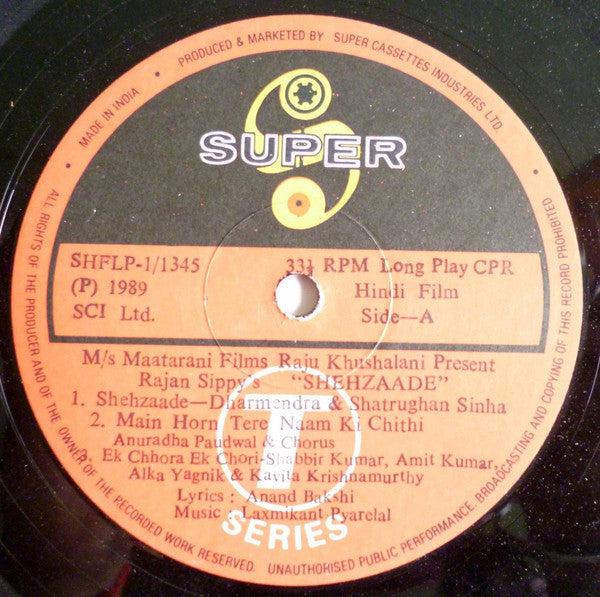 MADE IN INDIA • PRODUCED & MARKETED BY SUPER CASSETTES INDUSTRIES LTD. •
SUPER
SHFLP-1/1345 33⅓ RPM Long Play CPR
(P) 1989 Hindi Film
SCI Ltd. Side—A
M/s Maatarani Films Raju Khushalani Present
Rajan Sippy's "SHEHZAADE"
1. Shehzaade—Dharmendra & Shatrughan Sinha
2. Main Horn Tere Naam Ki Chithi
Anuradha Paudwal & Chorus
3. Ek Chhora Ek Chori-Shabbir Kumar, Amit Kumar,
Alka Yagnik & Kavita Krishnamurthy
Lyrics : Anand Bakshi
Music : Laxmikant Pyarelal
T
SERIES
ALL RIGHTS OF THE PRODUCER AND OF THE OWNER OF THE RECORDED WORK RESERVED. UNAUTHORISED PUBLIC PERFORMANCE, BROADCASTING AND COPYING OF THIS RECORD PROHIBITED